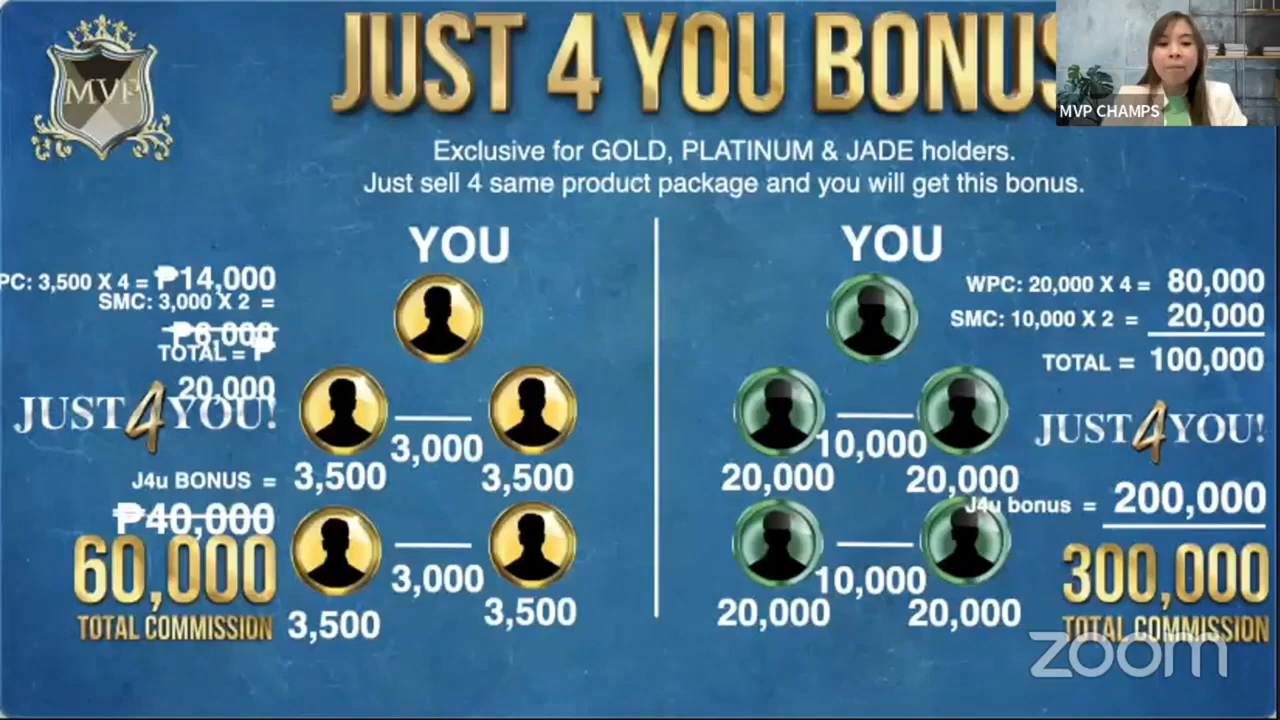 MVP
JUST 4 YOU BONUS
MVP CHAMPS
Exclusive for GOLD, PLATINUM & JADE holders.
Just sell 4 same product package and you will get this bonus.
YOU
PC: 3,500 X 4 = ₱14,000
SMC: 3,000 X 2 =
₱6,000
TOTAL = ₱
20,000
JUST 4 YOU!
3,000
3,500
3,500
J4u BONUS =
₱40,000
60,000
TOTAL COMMISSION
3,000
3,500
3,500
YOU
WPC: 20,000 X 4 = 80,000
SMC: 10,000 X 2 = 20,000
TOTAL = 100,000
JUST 4 YOU!
10,000
20,000
20,000
J4u bonus = 200,000
10,000
20,000
20,000
300,000
TOTAL COMMISSION
zoom